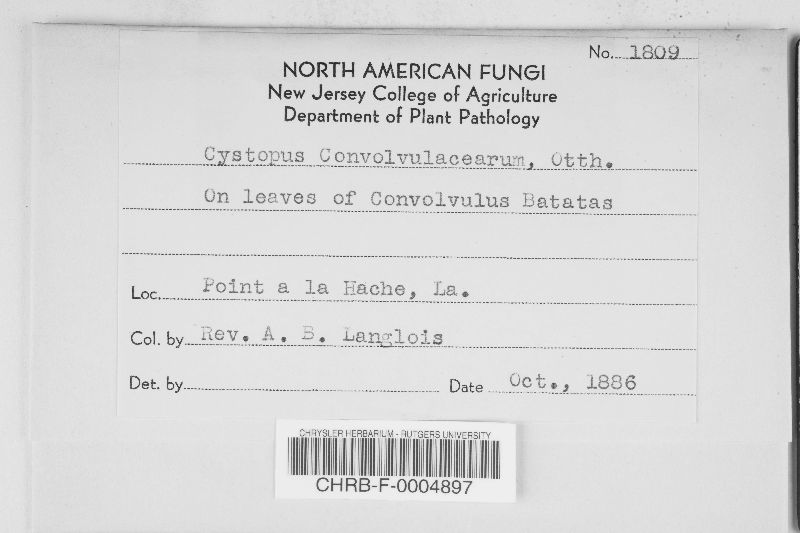 No. 1809
NORTH AMERICAN FUNGI
New Jersey College of Agriculture
Department of Plant Pathology
Cystopus Convolvulacearum, Otth.
On leaves of Convolvulus Batatas
Loc. Point a la Hache, La.
Col. by Rev. A. B. Langlois
Det. by
Date Oct., 1886
CHRYSLER HERBARIUM - RUTGERS UNIVERSITY
CHRB-F-0004897